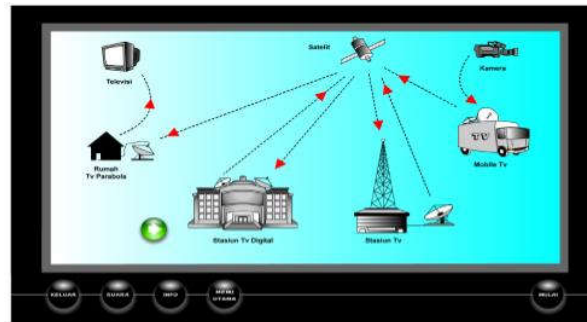 Televisi
Satelit
Kamera
Rumah
Tv Parabola
TV
Mobile Tv
Stasiun Tv Digital
Stasiun Tv
KELUAR
SUARA
INFO
MENU
UTAMA
MULAI